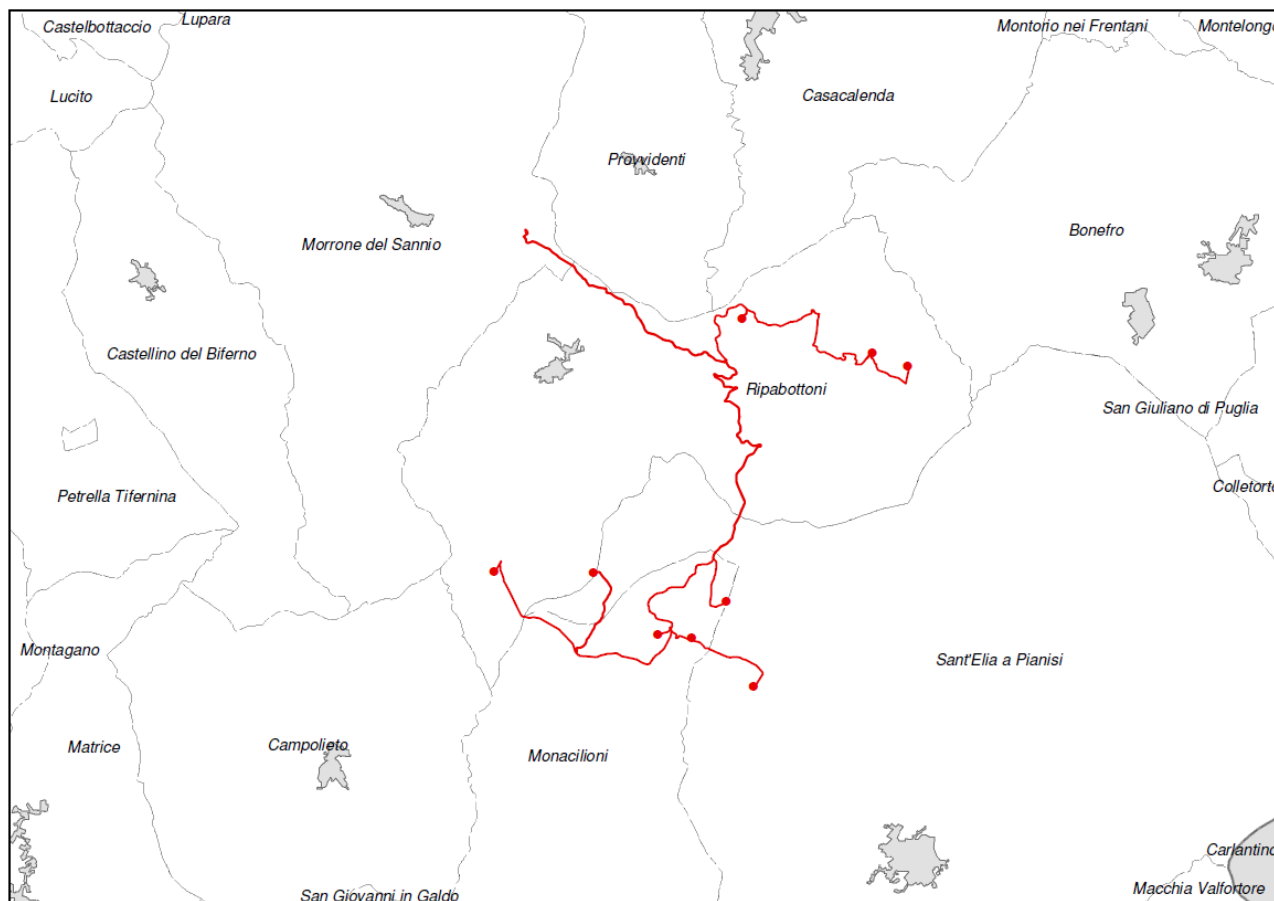 Castelbottaccio
Lupara
Montorio nei Frentani
Montelongo
Lucito
Casacalenda
Provvidenti
Bonefro
Morrone del Sannio
Castellino del Biferno
Ripabottoni
San Giuliano di Puglia
Petrella Tifernina
Colletorto
Montagano
Sant'Elia a Pianisi
Matrice
Campolieto
Monacilioni
Carlantino
Macchia Valfortore
San Giovanni in Galdo